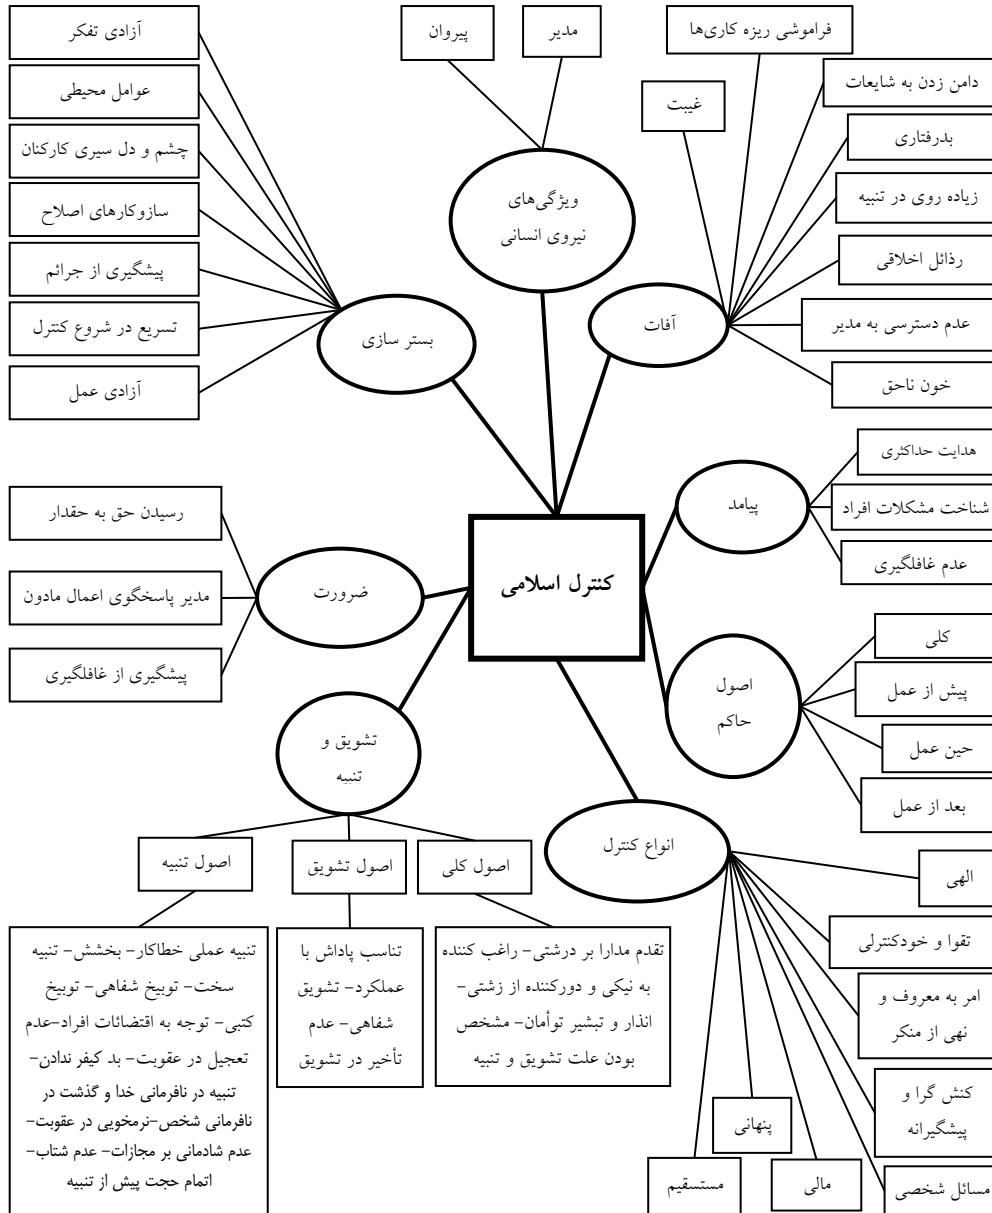 آزادی تفکر
عوامل محیطی
چشم و دل سیری کارکنان
سازوکارهای اصلاح
پیشگیری از جرائم
تسریع در شروع کنترل
آزادی عمل
بستر سازی
پیروان
مدیر
ویژگی‌های
نیروی انسانی
فراموشی ریزه کاری‌ها
غیبت
دامن زدن به شایعات
بدرفتاری
زیاده روی در تنبیه
رذائل اخلاقی
عدم دسترسی به مدیر
خون ناحق
آفات
هدایت حداکثری
شناخت مشکلات افراد
عدم غافلگیری
پیامد
کنترل اسلامی
رسیدن حق به حقدار
مدیر پاسخگوی اعمال مادون
پیشگیری از غافلگیری
ضرورت
کلی
پیش از عمل
حین عمل
بعد از عمل
اصول
حاکم
تشویق و
تنبیه
اصول کلی
اصول تشویق
اصول تنبیه
تقدم مدارا بر درشتی– راغب کننده
به نیکی و دورکننده از زشتی–
انذار و تبشیر توأمان– مشخص
بودن علت تشویق و تنبیه
تناسب پاداش با
عملکرد– تشویق
شفاهی– عدم
تأخیر در تشویق
تنبیه عملی خطاکار– بخشش– تنبیه
سخت– توبیخ شفاهی– توبیخ
کتبی– توجه به اقتضائات افراد–عدم
تعجیل در عقوبت– بد کیفر ندادن–
تنبیه در نافرمانی خدا و گذشت در
نافرمانی شخص–نرمخویی در عقوبت–
عدم شادمانی بر مجازات– عدم شتاب–
اتمام حجت پیش از تنبیه
انواع کنترل
الهی
تقوا و خودکنترلی
امر به معروف و
نهی از منکر
کنش گرا و
پیشگیرانه
مسائل شخصی
مالی
پنهانی
مستسقیم